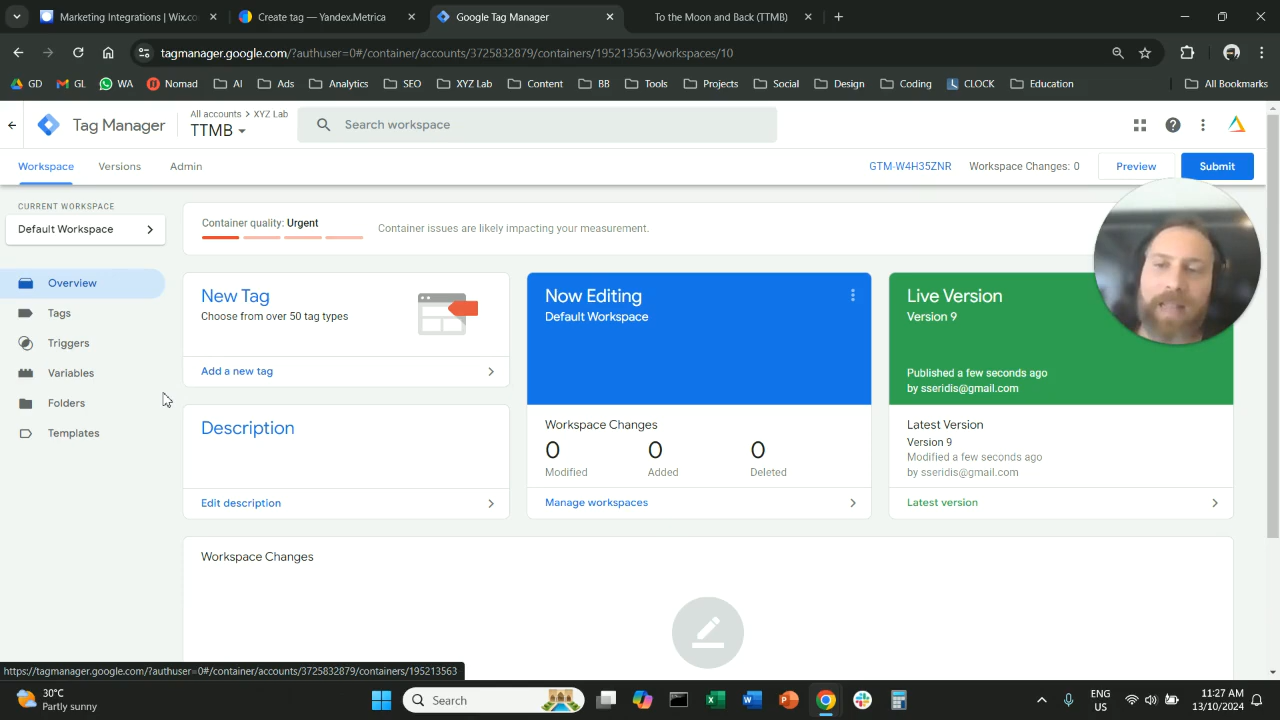 Marketing Integrations | Wix.co
Create tag — Yandex.Metrica
Google Tag Manager
To the Moon and Back (TTMB)
tagmanager.google.com/?authuser=0#/container/accounts/3725832879/containers/195213563/workspaces/10
GD
GL
WA
Nomad
AI
Ads
Analytics
SEO
XYZ Lab
Content
BB
Tools
Projects
Social
Design
Coding
CLOCK
Education
All Bookmarks
Tag Manager
All accounts > XYZ Lab
TTMB
Search workspace
Workspace
Versions
Admin
GTM-W4H35ZNR
Workspace Changes: 0
Preview
Submit
CURRENT WORKSPACE
Default Workspace
Overview
Tags
Triggers
Variables
Folders
Templates
Container quality: Urgent
Container issues are likely impacting your measurement.
New Tag
Choose from over 50 tag types
Add a new tag
Description
Edit description
Now Editing
Default Workspace
Workspace Changes
0 0 0
Modified Added Deleted
Manage workspaces
Live Version
Version 9
Published a few seconds ago
by sseridis@gmail.com
Latest Version
Version 9
Modified a few seconds ago
by sseridis@gmail.com
Latest version
Workspace Changes
https://tagmanager.google.com/?authuser=0#/container/accounts/3725832879/containers/195213563
30°C
Partly sunny
Search
ENG
US
11:27 AM
13/10/2024